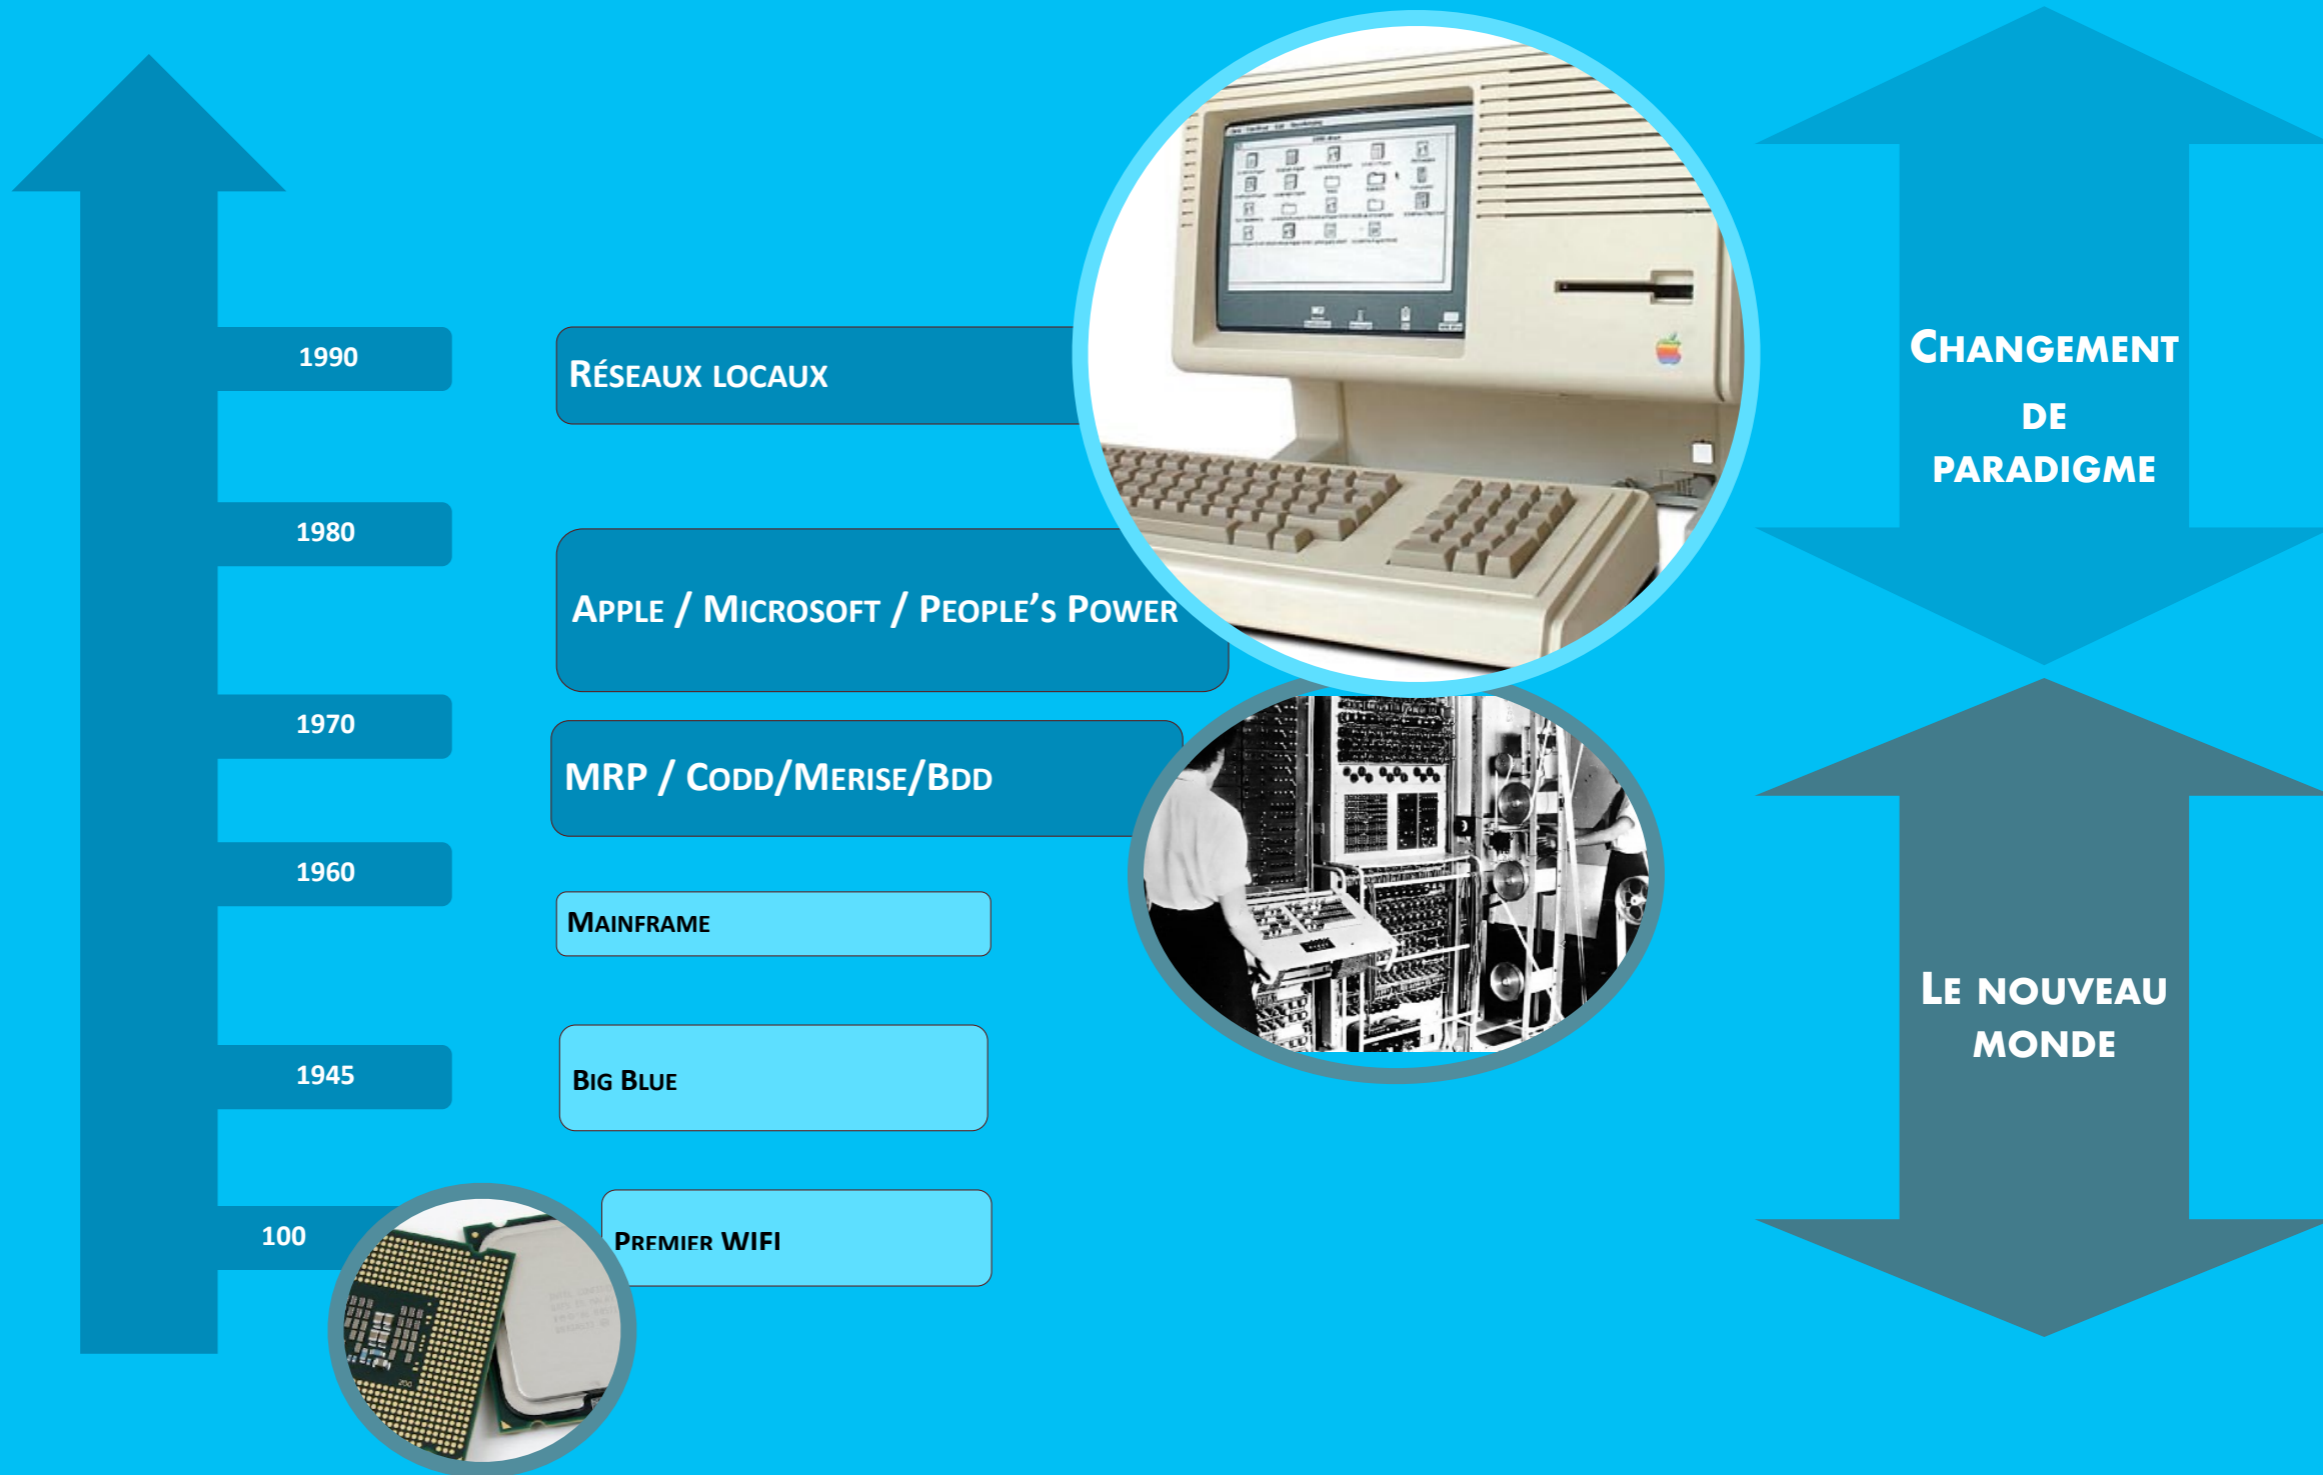 1990
RÉSEAUX LOCAUX
1980
APPLE / MICROSOFT / PEOPLE'S POWER
1970
MRP / CODD/MERISE/BDD
1960
MAINFRAME
1945
BIG BLUE
100
PREMIER WIFI
CHANGEMENT
DE
PARADIGME
LE NOUVEAU
MONDE